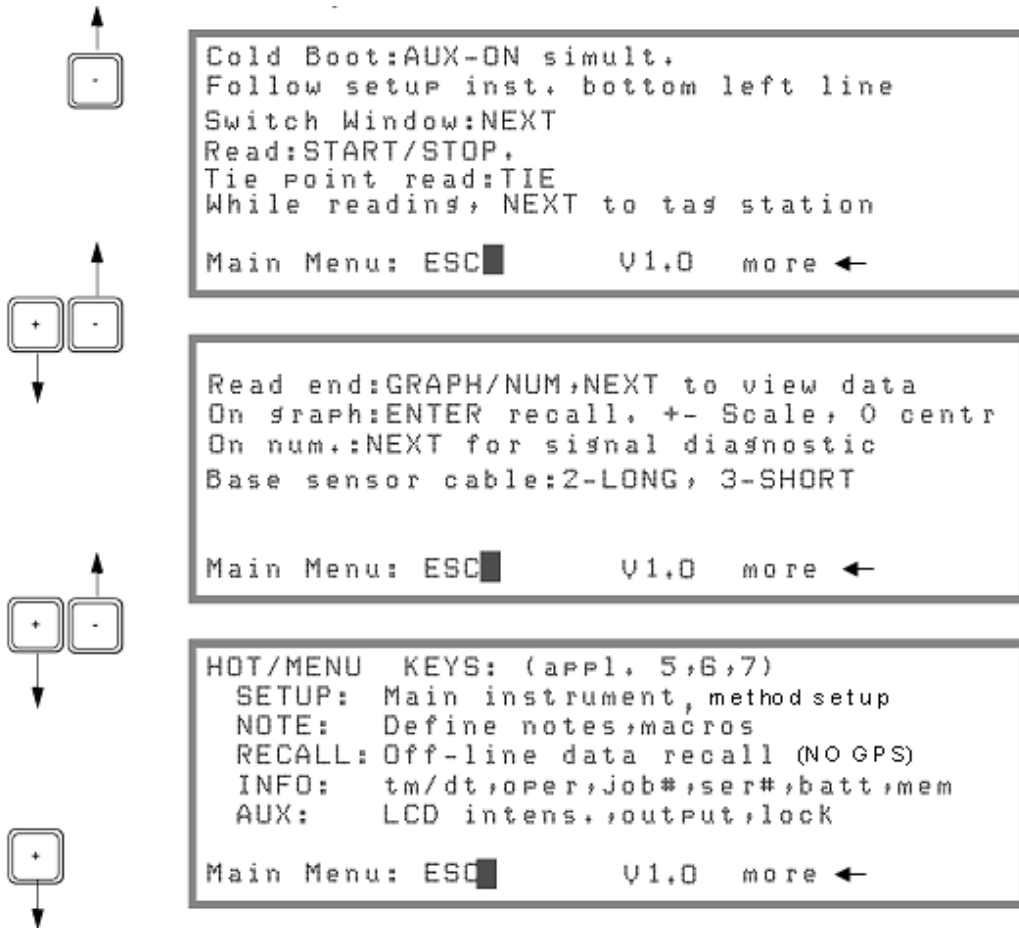 -
Cold Boot:AUX-ON simult.
Follow setup inst. bottom left line
Switch Window:NEXT
Read:START/STOP.
Tie point read:TIE
While reading, NEXT to tag station
Main Menu: ESC V1.0 more ←
+ -
Read end:GRAPH/NUM,NEXT to view data
On graph:ENTER recall. +- Scale, 0 centr
On num.:NEXT for signal diagnostic
Base sensor cable:2-LONG, 3-SHORT
Main Menu: ESC V1.0 more ←
+ -
HOT/MENU KEYS: (appl. 5,6,7)
SETUP: Main instrument, method setup
NOTE: Define notes,macros
RECALL: Off-line data recall (NO GPS)
INFO: tm/dt,oper,job#,ser#,batt,mem
AUX: LCD intens.,output,lock
Main Menu: ESC V1.0 more ←
+